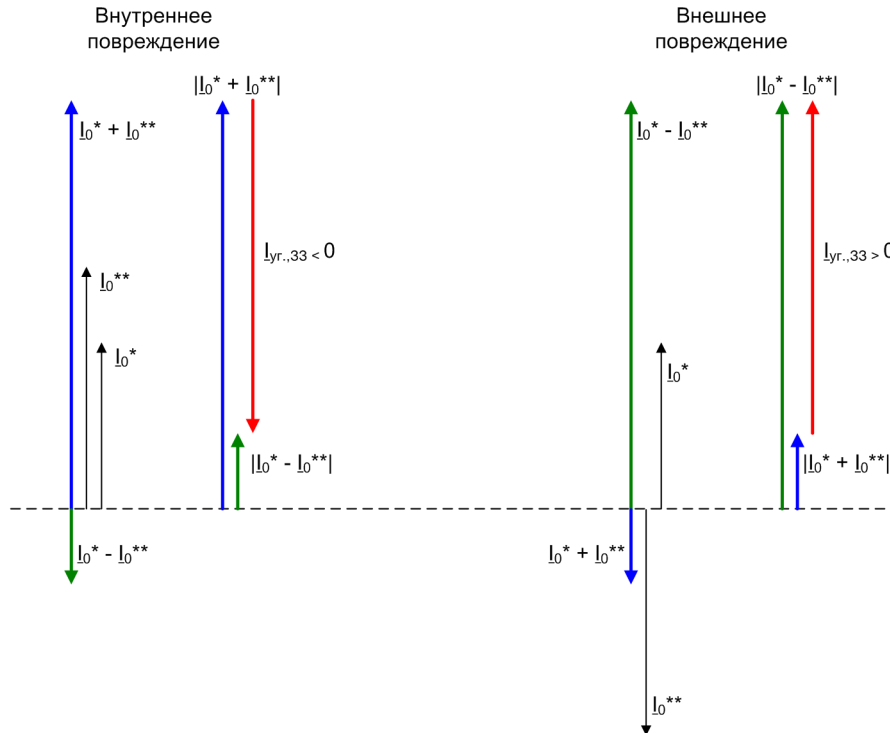 Внутреннее
повреждение
Внешнее
повреждение
|I₀* + I₀**|
|I₀* - I₀**|
I₀* + I₀**
I₀* - I₀**
Iуг.,33 < 0
Iуг.,33 > 0
I₀**
I₀*
I₀*
|I₀* - I₀**|
|I₀* + I₀**|
I₀* - I₀**
I₀* + I₀**
I₀**